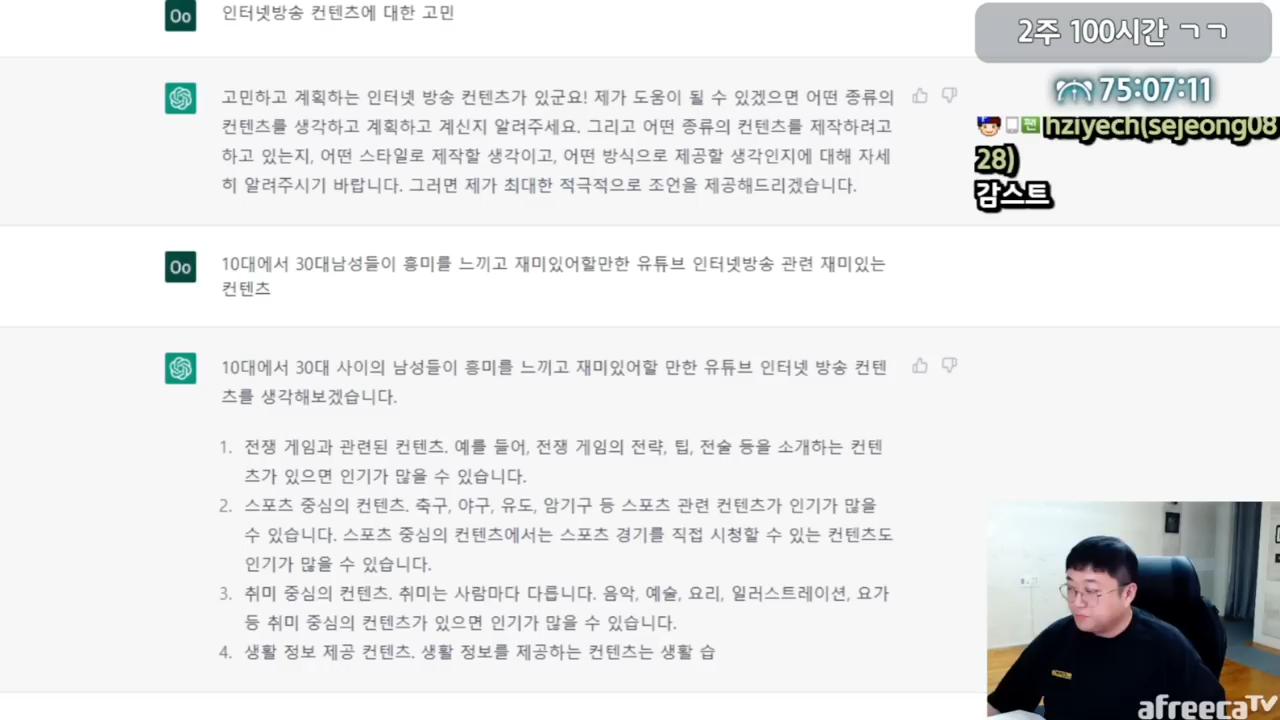 Oo
인터넷방송 컨텐츠에 대한 고민
고민하고 계획하는 인터넷 방송 컨텐츠가 있군요! 제가 도움이 될 수 있겠으면 어떤 종류의
컨텐츠를 생각하고 계획하고 계신지 알려주세요. 그리고 어떤 종류의 컨텐츠를 제작하려고
하고 있는지, 어떤 스타일로 제작할 생각이고, 어떤 방식으로 제공할 생각인지에 대해 자세
히 알려주시기 바랍니다. 그러면 제가 최대한 적극적으로 조언을 제공해드리겠습니다.
Oo
10대에서 30대남성들이 흥미를 느끼고 재미있어할만한 유튜브 인터넷방송 관련 재미있는
컨텐츠
10대에서 30대 사이의 남성들이 흥미를 느끼고 재미있어할 만한 유튜브 인터넷 방송 컨텐
츠를 생각해보겠습니다.
1. 전쟁 게임과 관련된 컨텐츠. 예를 들어, 전쟁 게임의 전략, 팁, 전술 등을 소개하는 컨텐
츠가 있으면 인기가 많을 수 있습니다.
2. 스포츠 중심의 컨텐츠. 축구, 야구, 유도, 암기구 등 스포츠 관련 컨텐츠가 인기가 많을
수 있습니다. 스포츠 중심의 컨텐츠에서는 스포츠 경기를 직접 시청할 수 있는 컨텐츠도
인기가 많을 수 있습니다.
3. 취미 중심의 컨텐츠. 취미는 사람마다 다릅니다. 음악, 예술, 요리, 일러스트레이션, 요가
등 취미 중심의 컨텐츠가 있으면 인기가 많을 수 있습니다.
4. 생활 정보 제공 컨텐츠. 생활 정보를 제공하는 컨텐츠는 생활 습
2주 100시간 ㄱㄱ
75:07:11
팬 hziyech(sejeong08
28)
감스트
afreecaTV